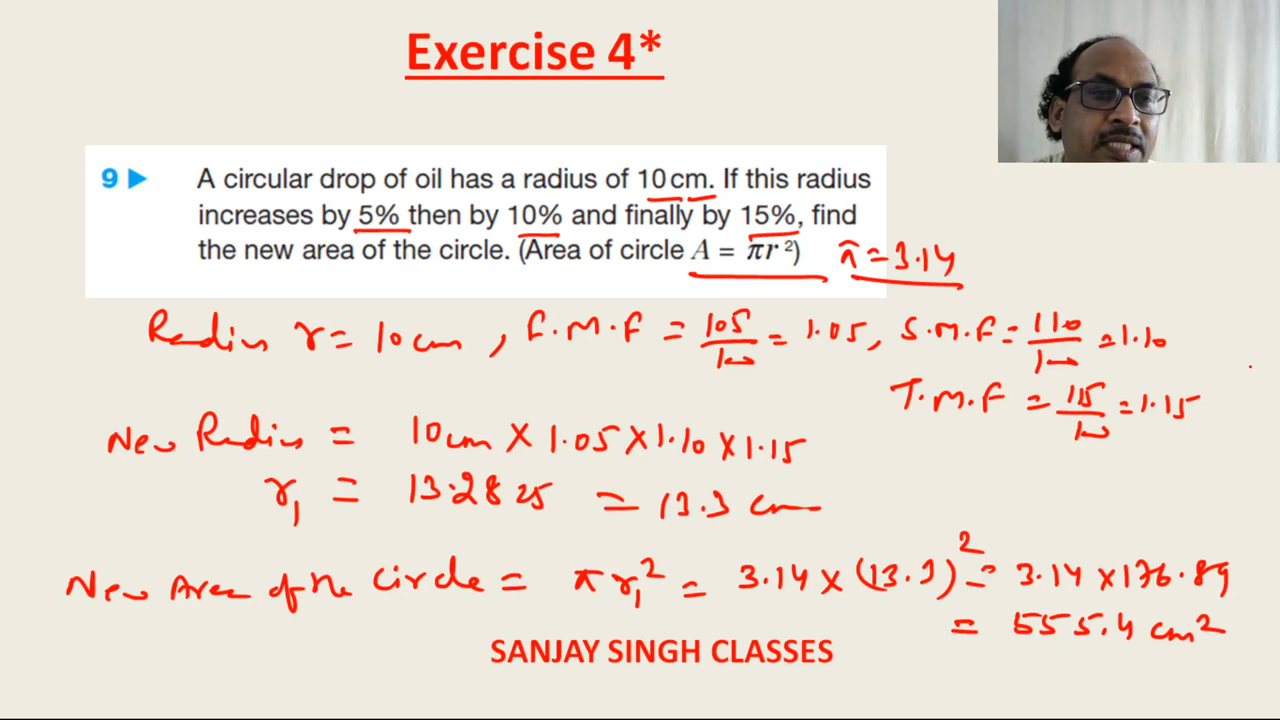 Exercise 4*
9 ▶ A circular drop of oil has a radius of 10 cm. If this radius
increases by 5% then by 10% and finally by 15%, find
the new area of the circle. (Area of circle A = πr²) π = 3.14
Radius r = 10 cm, F.M.F = 105/100 = 1.05, S.M.F = 110/100 = 1.10
T.M.F = 115/100 = 1.15
New Radius = 10cm × 1.05 × 1.10 × 1.15
r₁ = 13.2825 = 13.3 cm
New Area of the circle = πr₁² = 3.14 × (13.3)² = 3.14 × 176.89
= 555.4 cm²
SANJAY SINGH CLASSES